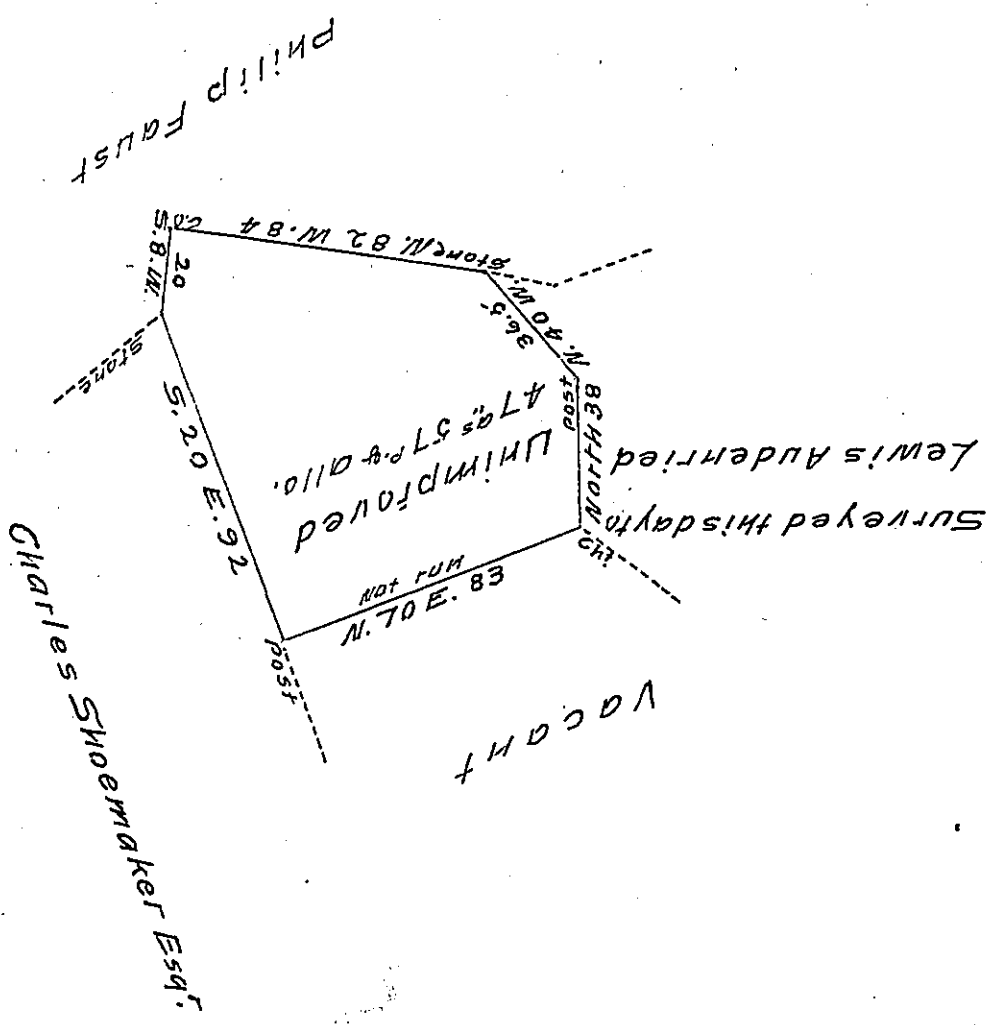 Vacant
Surveyed this day to
Lewis Audenried
North 38
post
N. 40 W.
36.5
Stone
N. 82 W. 84
C.O.
S. 8. W.
20
Stone
S. 20 E. 92
post
N. 70 E. 83
Not run
Unimproved
47 as 57 p. & allo.
Philip Faust
Charles Shoemaker Esqr.